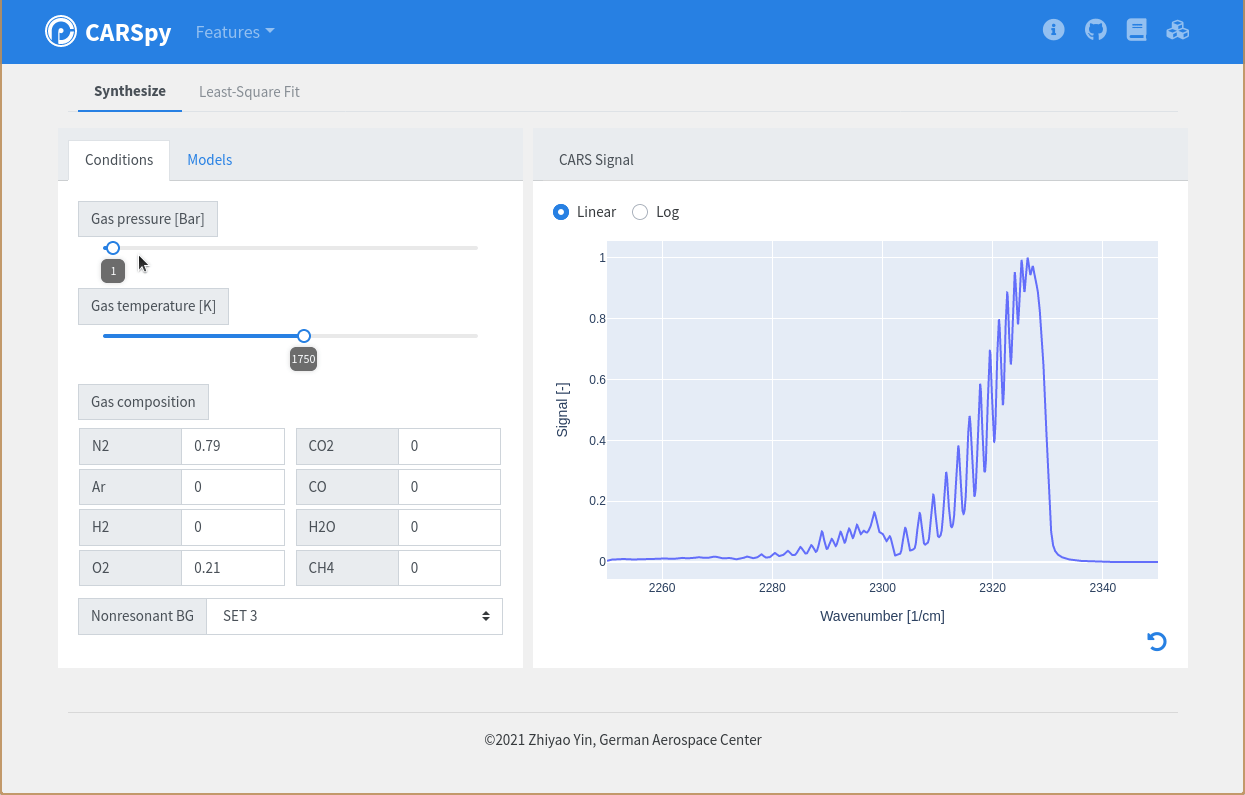 CARSpy Features
Synthesize Least-Square Fit
Conditions Models
Gas pressure [Bar]
1
Gas temperature [K]
1750
Gas composition
N2 0.79 CO2 0
Ar 0 CO 0
H2 0 H2O 0
O2 0.21 CH4 0
Nonresonant BG SET 3
CARS Signal
Linear Log
1
0.8
0.6
0.4
0.2
0
Signal [-]
2260 2280 2300 2320 2340
Wavenumber [1/cm]
©2021 Zhiyao Yin, German Aerospace Center